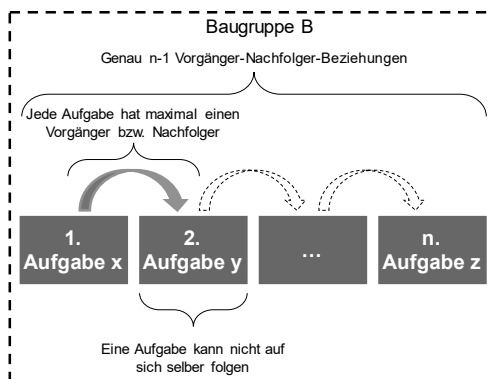 Baugruppe B
Genau n-1 Vorgänger-Nachfolger-Beziehungen
Jede Aufgabe hat maximal einen
Vorgänger bzw. Nachfolger
1.
Aufgabe x
2.
Aufgabe y
...
n.
Aufgabe z
Eine Aufgabe kann nicht auf
sich selber folgen